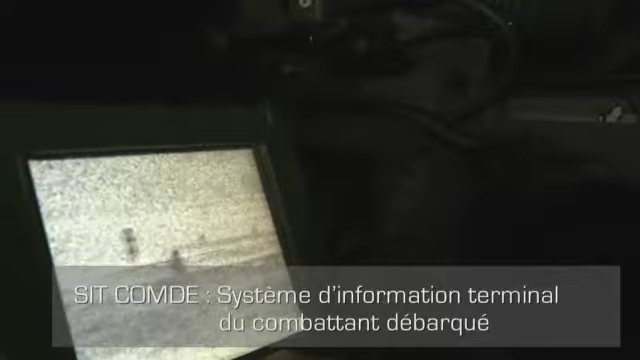 SIT COMDE : Système d'information terminal
du combattant débarqué